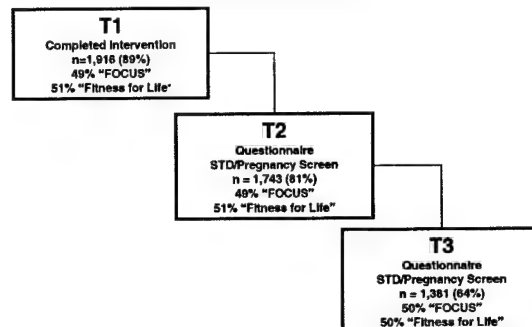 T1
Completed Intervention
n=1,916 (89%)
49% "FOCUS"
51% "Fitness for Life"
T2
Questionnaire
STD/Pregnancy Screen
n = 1,743 (81%)
49% "FOCUS"
51% "Fitness for Life"
T3
Questionnaire
STD/Pregnancy Screen
n = 1,381 (64%)
50% "FOCUS"
50% "Fitness for Life"